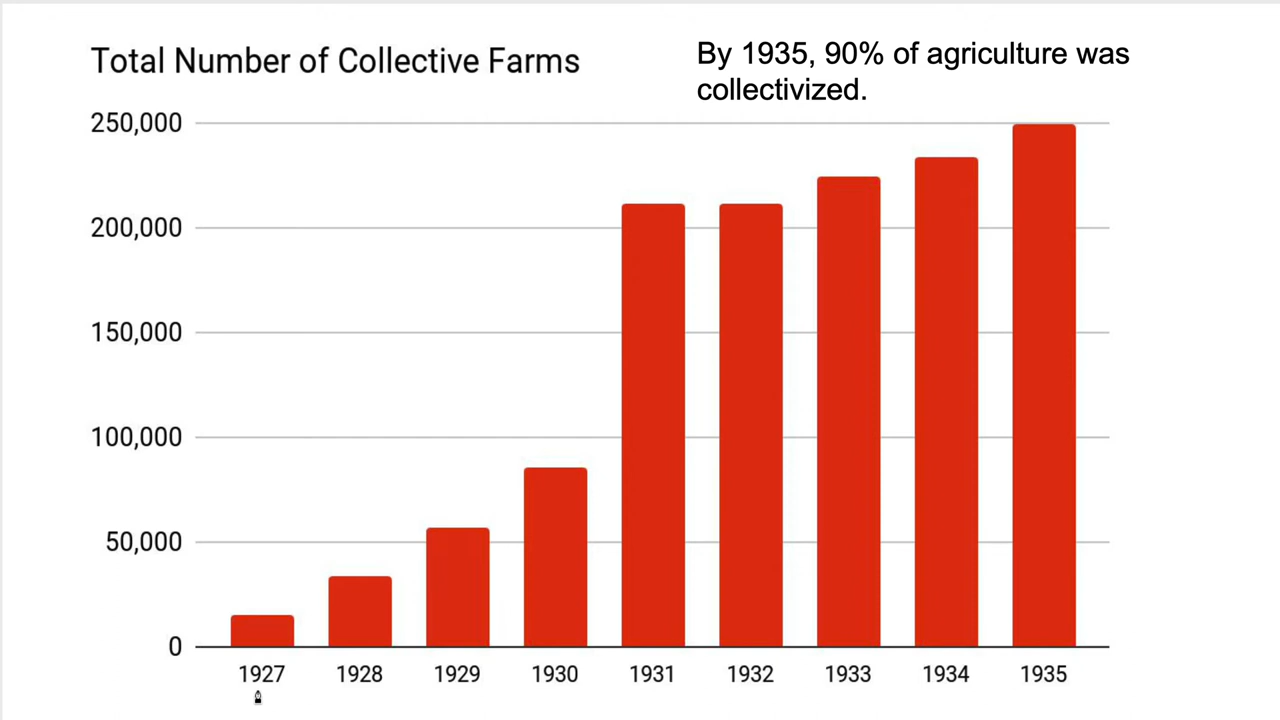 Total Number of Collective Farms
By 1935, 90% of agriculture was
collectivized.
250,000
200,000
150,000
100,000
50,000
0
1927 1928 1929 1930 1931 1932 1933 1934 1935